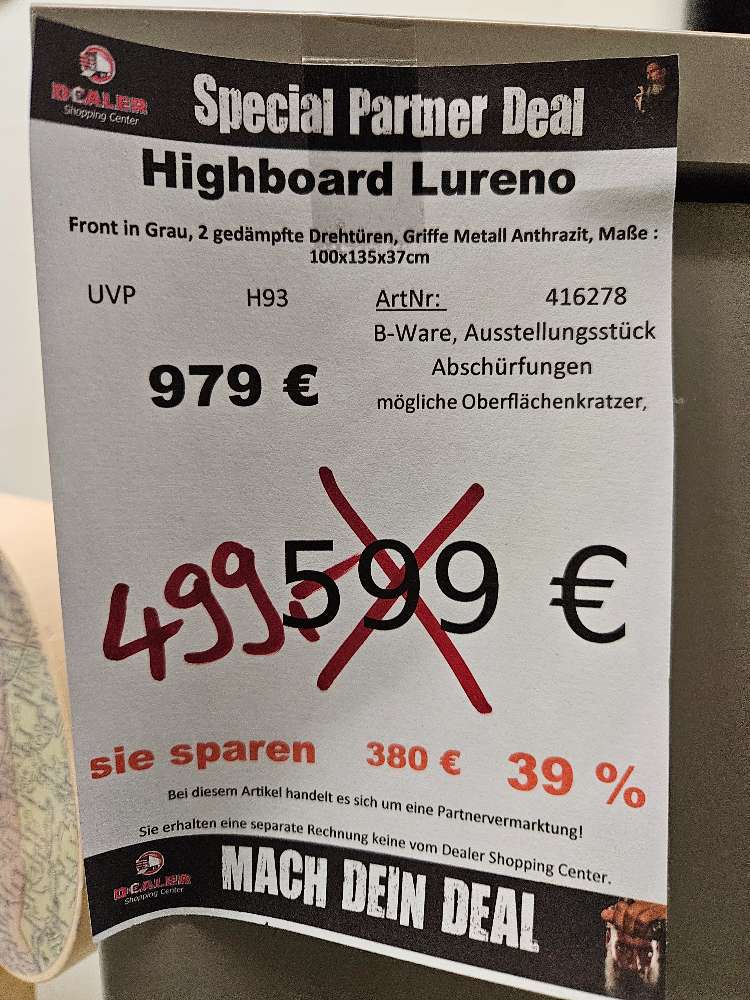 DEALER
Shopping Center
Special Partner Deal
Highboard Lureno
Front in Grau, 2 gedämpfte Drehtüren, Griffe Metall Anthrazit, Maße :
100x135x37cm
UVP H93 ArtNr: 416278
B-Ware, Ausstellungsstück
Abschürfungen
979 €
mögliche Oberflächenkratzer,
499.- 599 €
sie sparen 380 € 39 %
Bei diesem Artikel handelt es sich um eine Partnervermarktung!
Sie erhalten eine separate Rechnung keine vom Dealer Shopping Center.
DEALER
Shopping Center
MACH DEIN DEAL